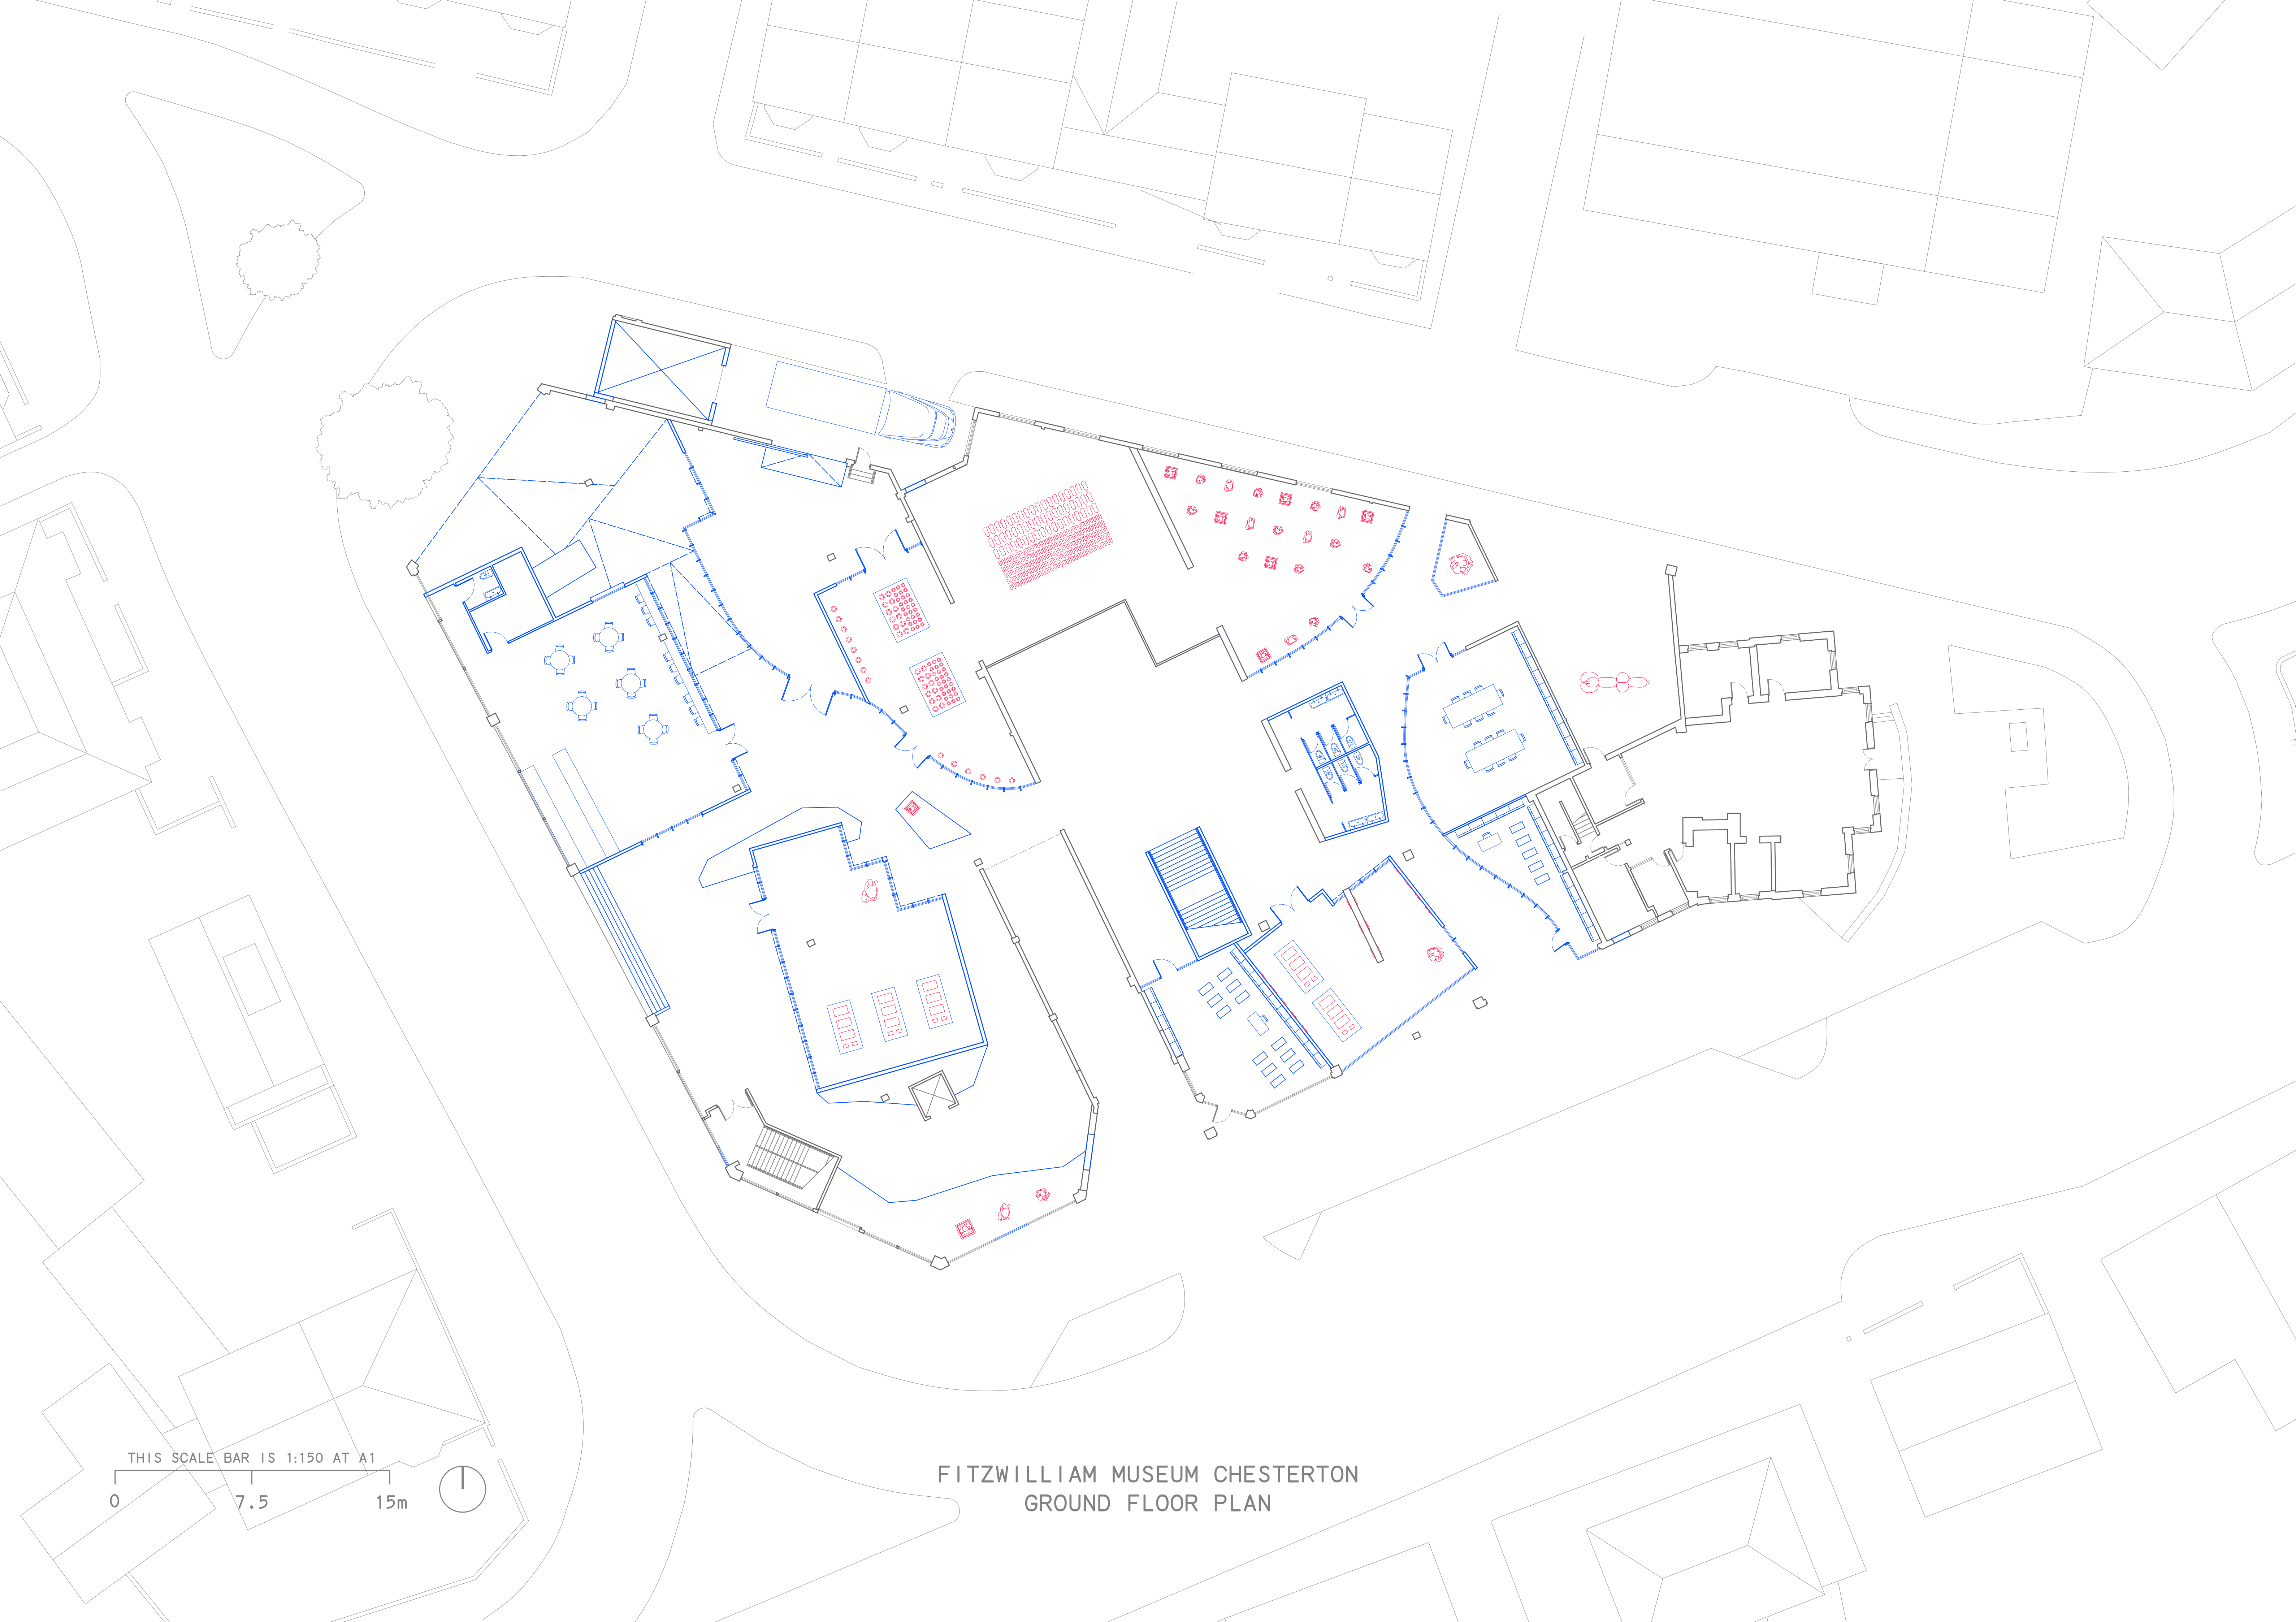 THIS SCALE BAR IS 1:150 AT A1
0 7.5 15m
FITZWILLIAM MUSEUM CHESTERTON
GROUND FLOOR PLAN